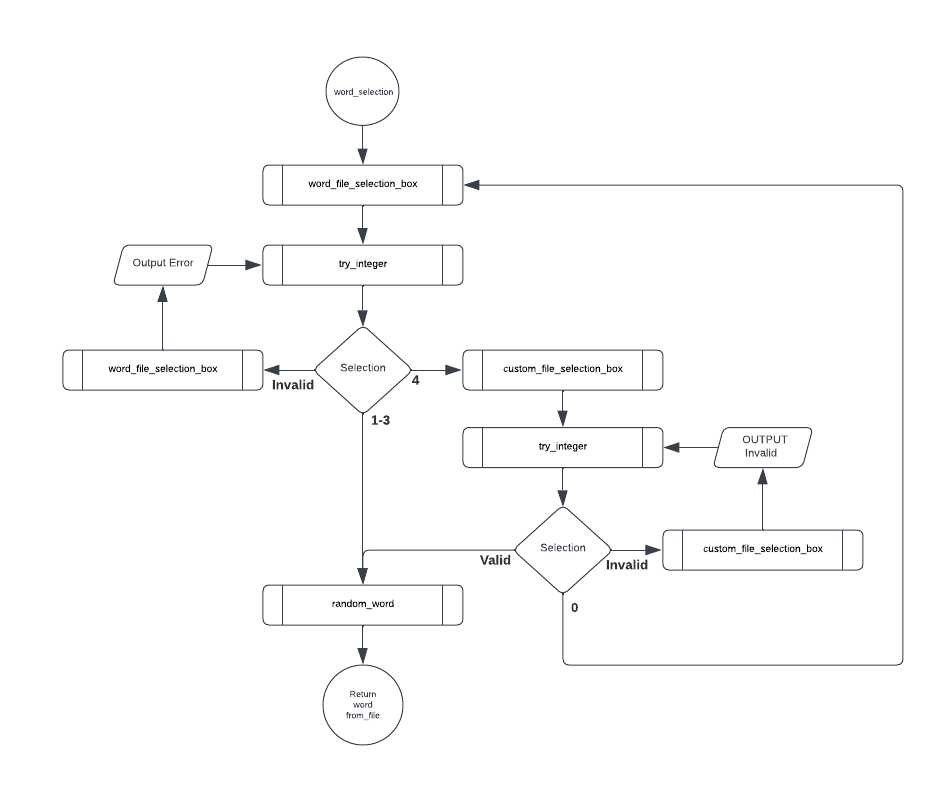 word_selection
word_file_selection_box
Output Error
try_integer
word_file_selection_box
Invalid
Selection
4
1-3
custom_file_selection_box
try_integer
OUTPUT
Invalid
Valid
Selection
Invalid
0
custom_file_selection_box
random_word
Return
word
from_file